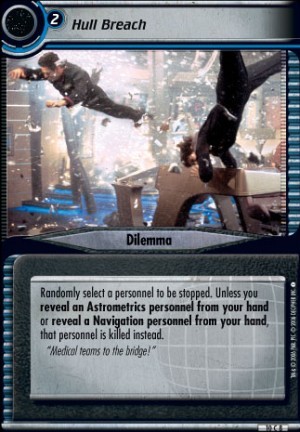 2
Hull Breach
Dilemma
Randomly select a personnel to be stopped. Unless you
reveal an Astrometrics personnel from your hand
or reveal a Navigation personnel from your hand,
that personnel is killed instead.
"Medical teams to the bridge!"